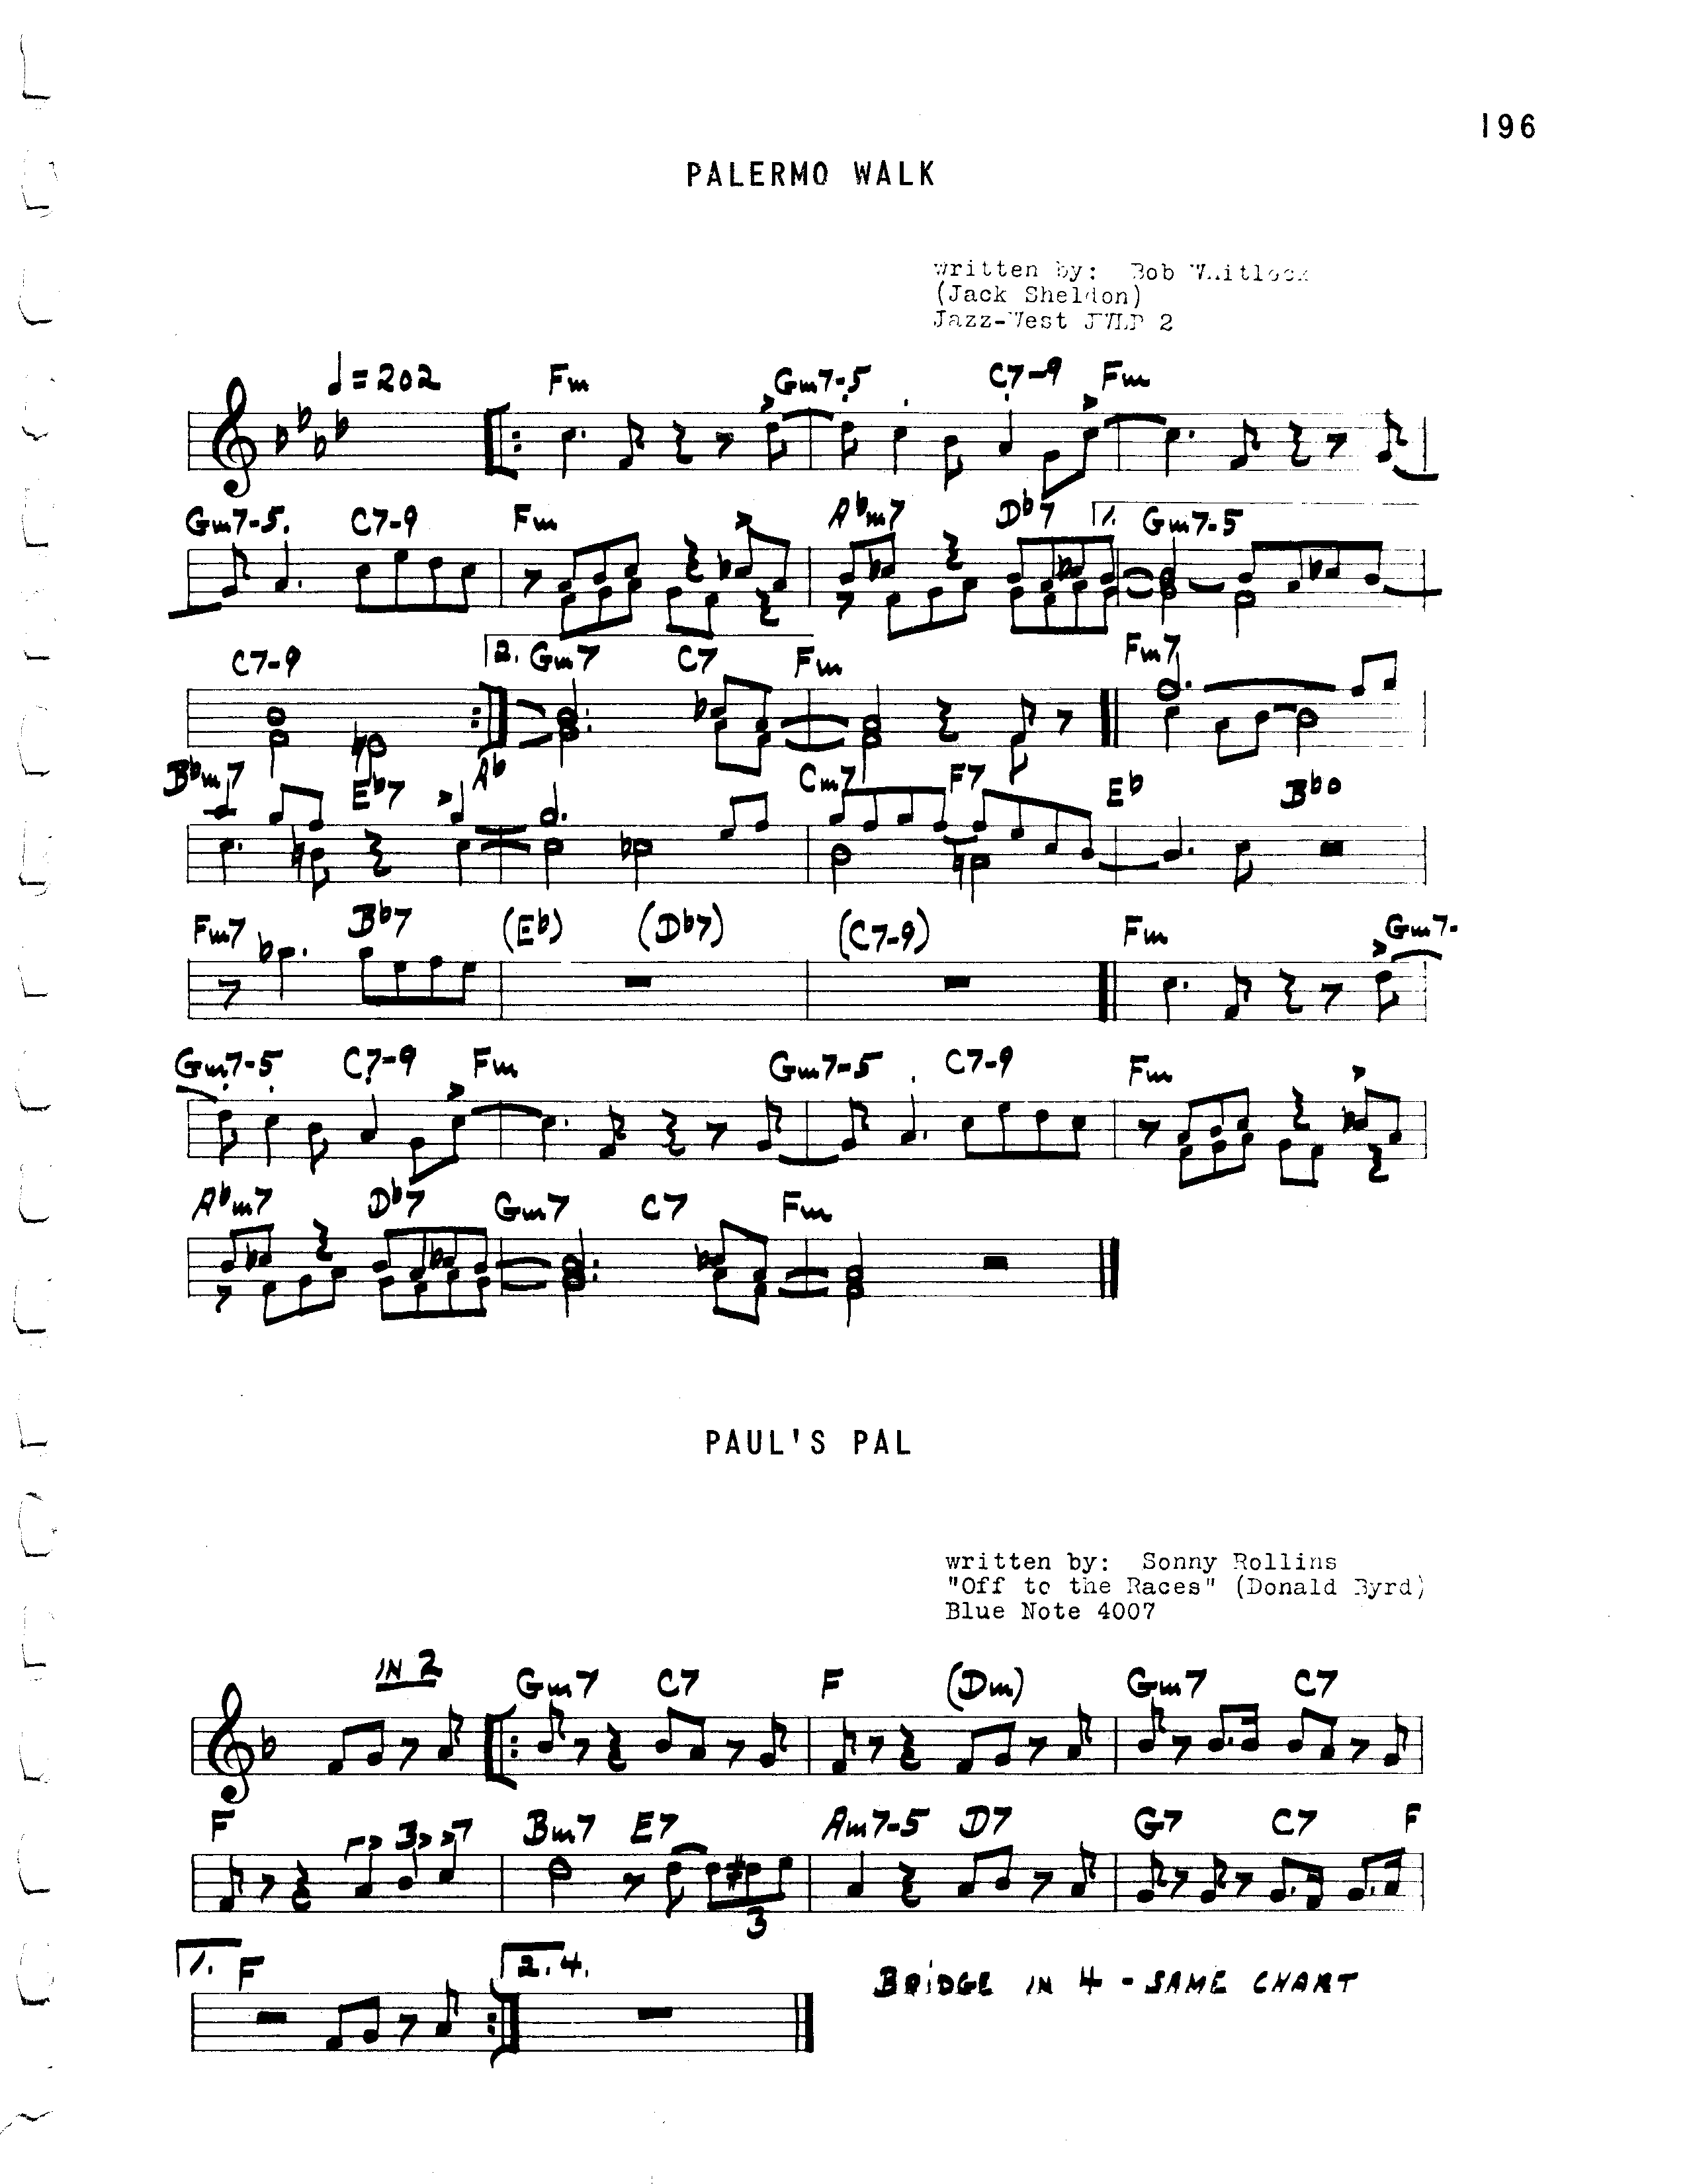 196
PALERMO WALK
written by: Bob Whitlock
(Jack Sheldon)
Jazz-West JWLP 2
♩ = 202 Fm Gm7-5 C7-9 Fm
Gm7-5 C7-9 Fm A♭m7 D♭7 1. Gm7-5
C7-9 2. Gm7 C7 Fm Fm7
B♭m7 E♭7 A♭ Cm7 F7 E♭ B♭o
Fm7 B♭7 (E♭) (D♭7) (C7-9) Fm Gm7-
Gm7-5 C7-9 Fm Gm7-5 C7-9 Fm
A♭m7 D♭7 Gm7 C7 Fm
PAUL'S PAL
written by: Sonny Rollins
"Off to the Races" (Donald Byrd)
Blue Note 4007
IN 2 Gm7 C7 F (Dm) Gm7 C7
F 3 Bm7 E7 Am7-5 D7 G7 C7 F
3
1. F 2. 4. BRIDGE IN 4 - SAME CHART